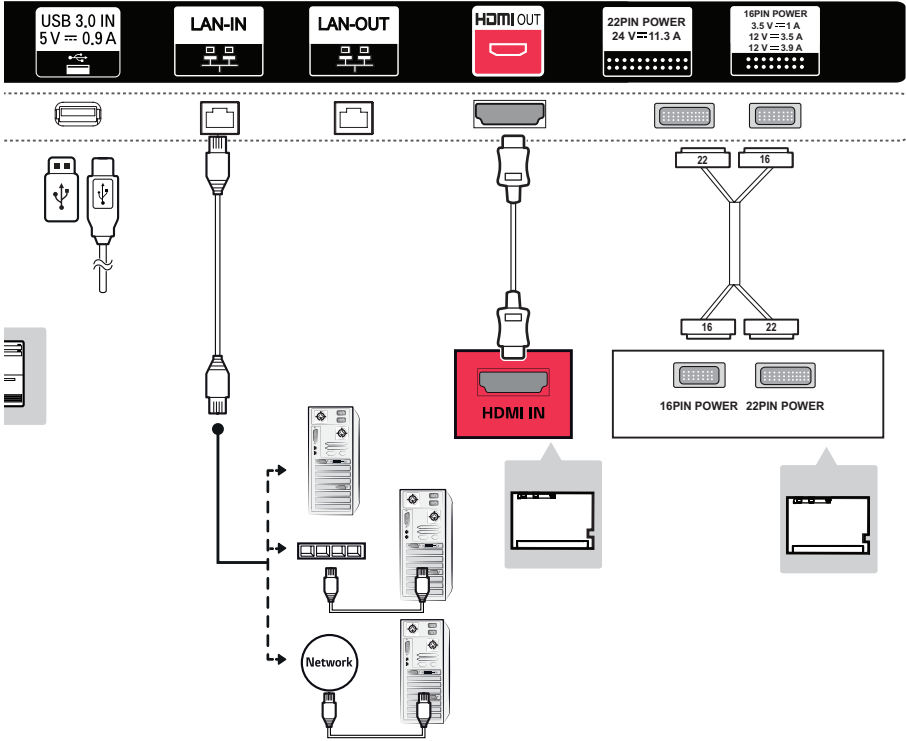 USB 3.0 IN
5 V ⎓ 0.9 A
LAN-IN
LAN-OUT
HDMI OUT
22PIN POWER
24 V⎓11.3 A
16PIN POWER
3.5 V⎓1 A
12 V⎓3.5 A
12 V⎓3.9 A
22
16
16
22
HDMI IN
16PIN POWER
22PIN POWER
Network